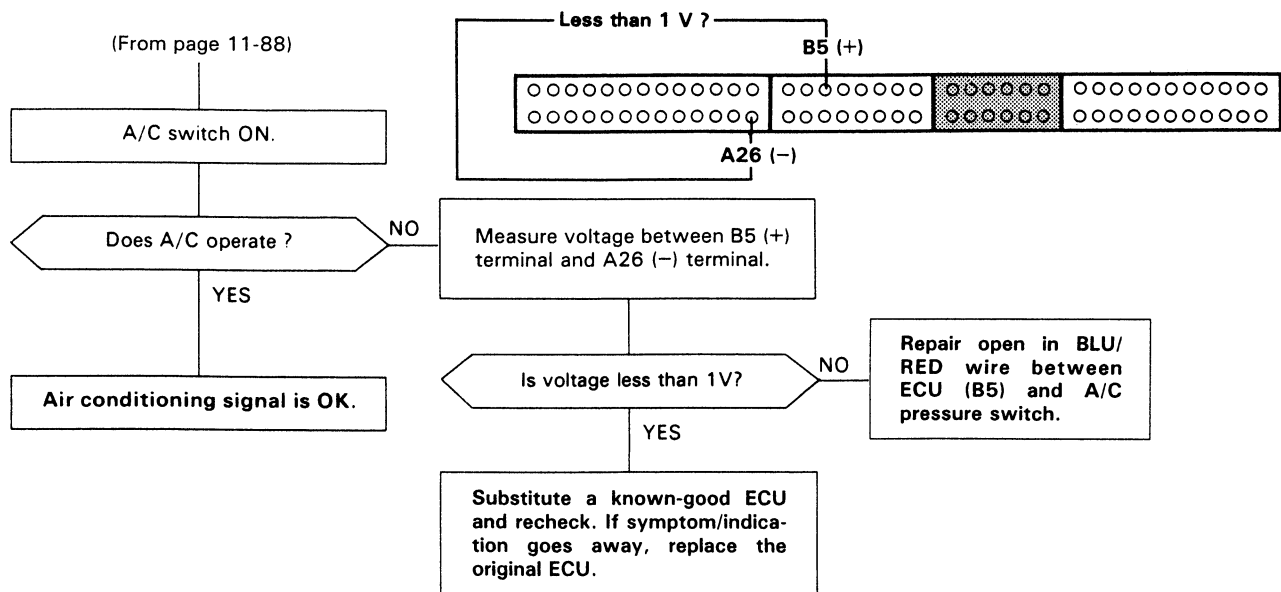 (From page 11-88)
Less than 1 V ?
B5 (+)
A26 (−)
A/C switch ON.
Does A/C operate ?
NO
YES
Air conditioning signal is OK.
Measure voltage between B5 (+)
terminal and A26 (−) terminal.
Is voltage less than 1V?
NO
YES
Repair open in BLU/
RED wire between
ECU (B5) and A/C
pressure switch.
Substitute a known-good ECU
and recheck. If symptom/indica-
tion goes away, replace the
original ECU.